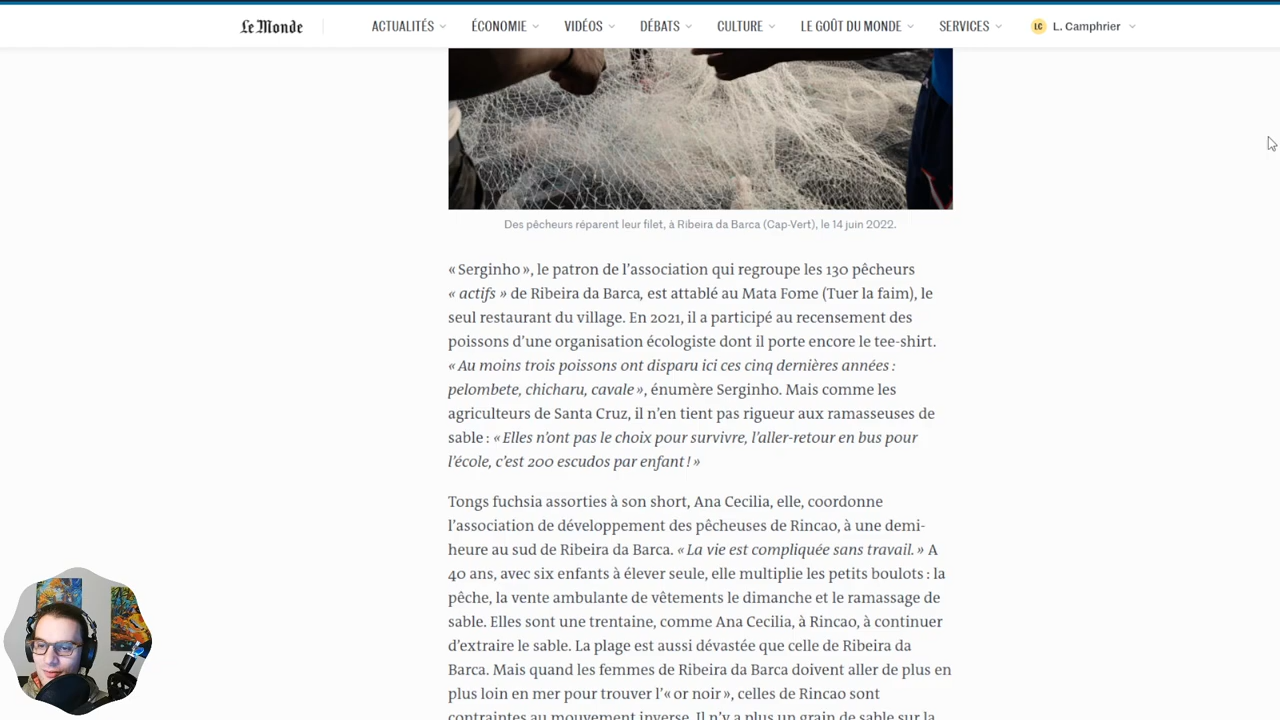 Le Monde
ACTUALITÉS
ÉCONOMIE
VIDÉOS
DÉBATS
CULTURE
LE GOÛT DU MONDE
SERVICES
LC
L. Camphrier
Des pêcheurs réparent leur filet, à Ribeira da Barca (Cap-Vert), le 14 juin 2022.
« Serginho », le patron de l’association qui regroupe les 130 pêcheurs
« actifs » de Ribeira da Barca, est attablé au Mata Fome (Tuer la faim), le
seul restaurant du village. En 2021, il a participé au recensement des
poissons d’une organisation écologiste dont il porte encore le tee-shirt.
« Au moins trois poissons ont disparu ici ces cinq dernières années :
pelombete, chicharu, cavale », énumère Serginho. Mais comme les
agriculteurs de Santa Cruz, il n’en tient pas rigueur aux ramasseuses de
sable : « Elles n’ont pas le choix pour survivre, l’aller-retour en bus pour
l’école, c’est 200 escudos par enfant ! »
Tongs fuchsia assorties à son short, Ana Cecilia, elle, coordonne
l’association de développement des pêcheuses de Rincao, à une demi-
heure au sud de Ribeira da Barca. « La vie est compliquée sans travail. » A
40 ans, avec six enfants à élever seule, elle multiplie les petits boulots : la
pêche, la vente ambulante de vêtements le dimanche et le ramassage de
sable. Elles sont une trentaine, comme Ana Cecilia, à Rincao, à continuer
d’extraire le sable. La plage est aussi dévastée que celle de Ribeira da
Barca. Mais quand les femmes de Ribeira da Barca doivent aller de plus en
plus loin en mer pour trouver l’« or noir », celles de Rincao sont
contraintes au mouvement inverse. Il n’y a plus un grain de sable sur la